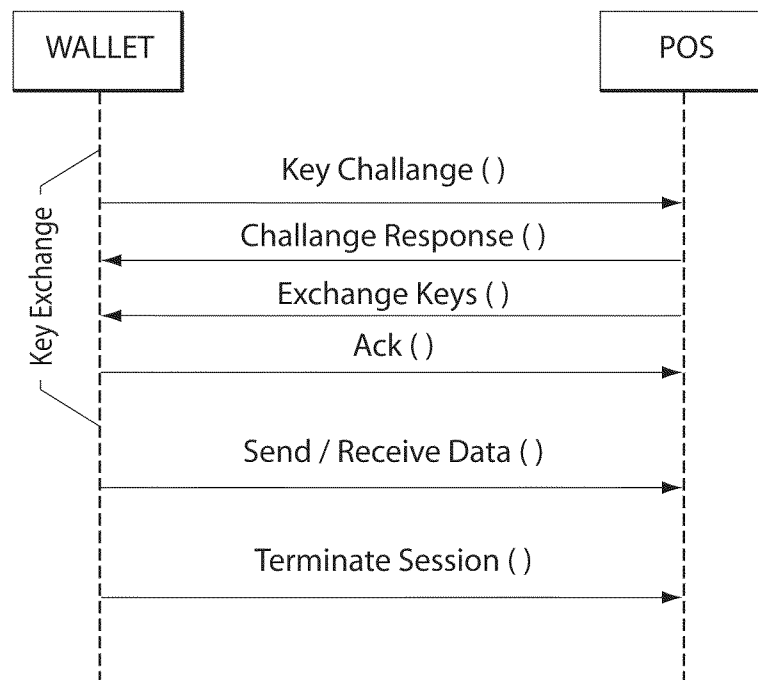 WALLET
POS
Key Challange ( )
Challange Response ( )
Exchange Keys ( )
Ack ( )
Key Exchange
Send / Receive Data ( )
Terminate Session ( )